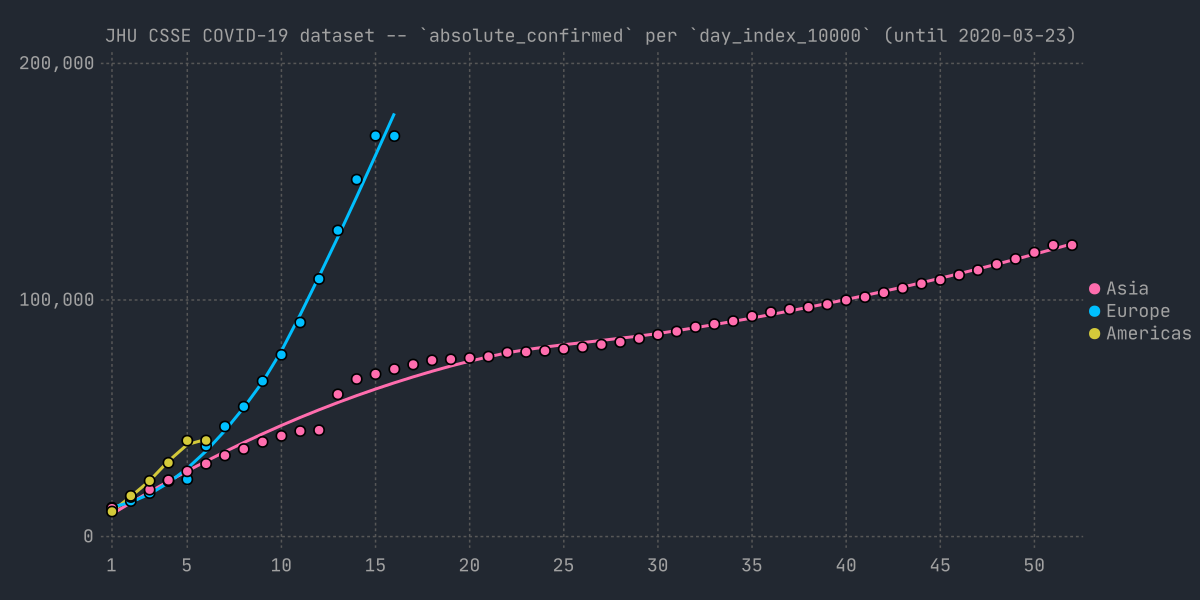 JHU CSSE COVID-19 dataset -- `absolute_confirmed` per `day_index_10000` (until 2020-03-23)
200,000
100,000
0
1 5 10 15 20 25 30 35 40 45 50
Asia
Europe
Americas